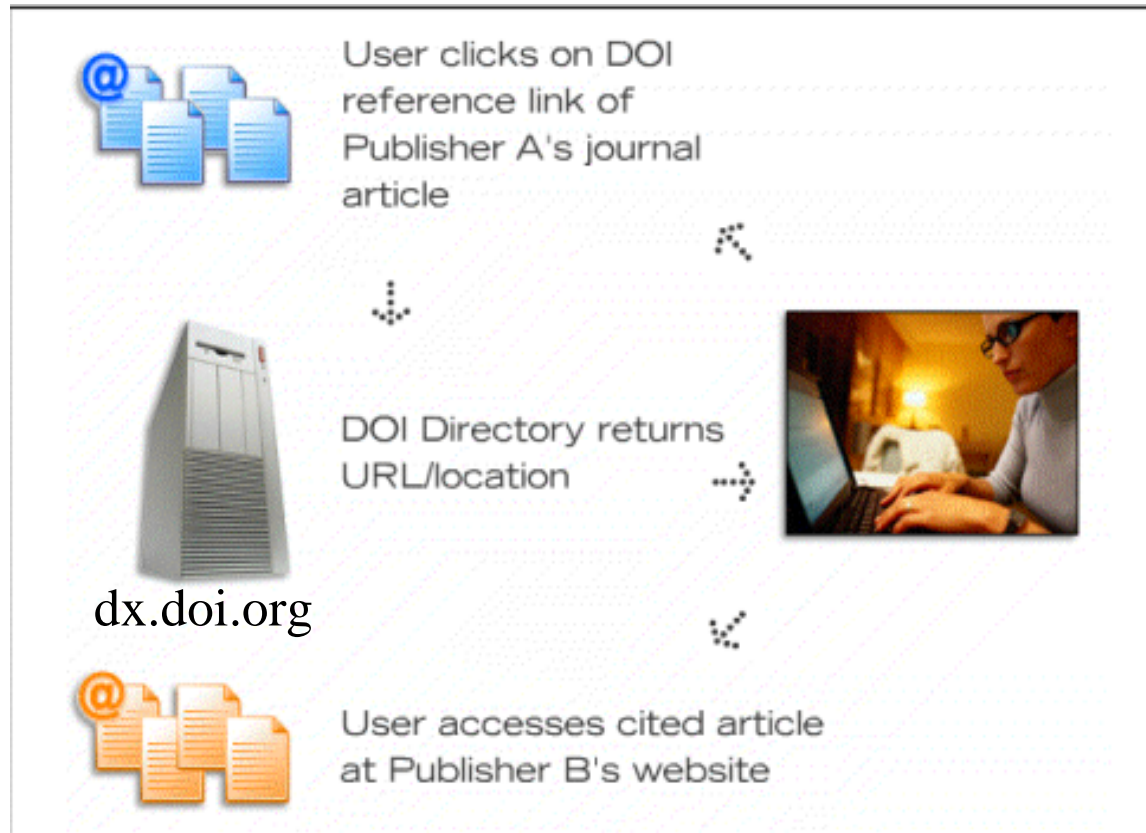 @
User clicks on DOI
reference link of
Publisher A's journal
article
DOI Directory returns
URL/location
dx.doi.org
@
User accesses cited article
at Publisher B's website